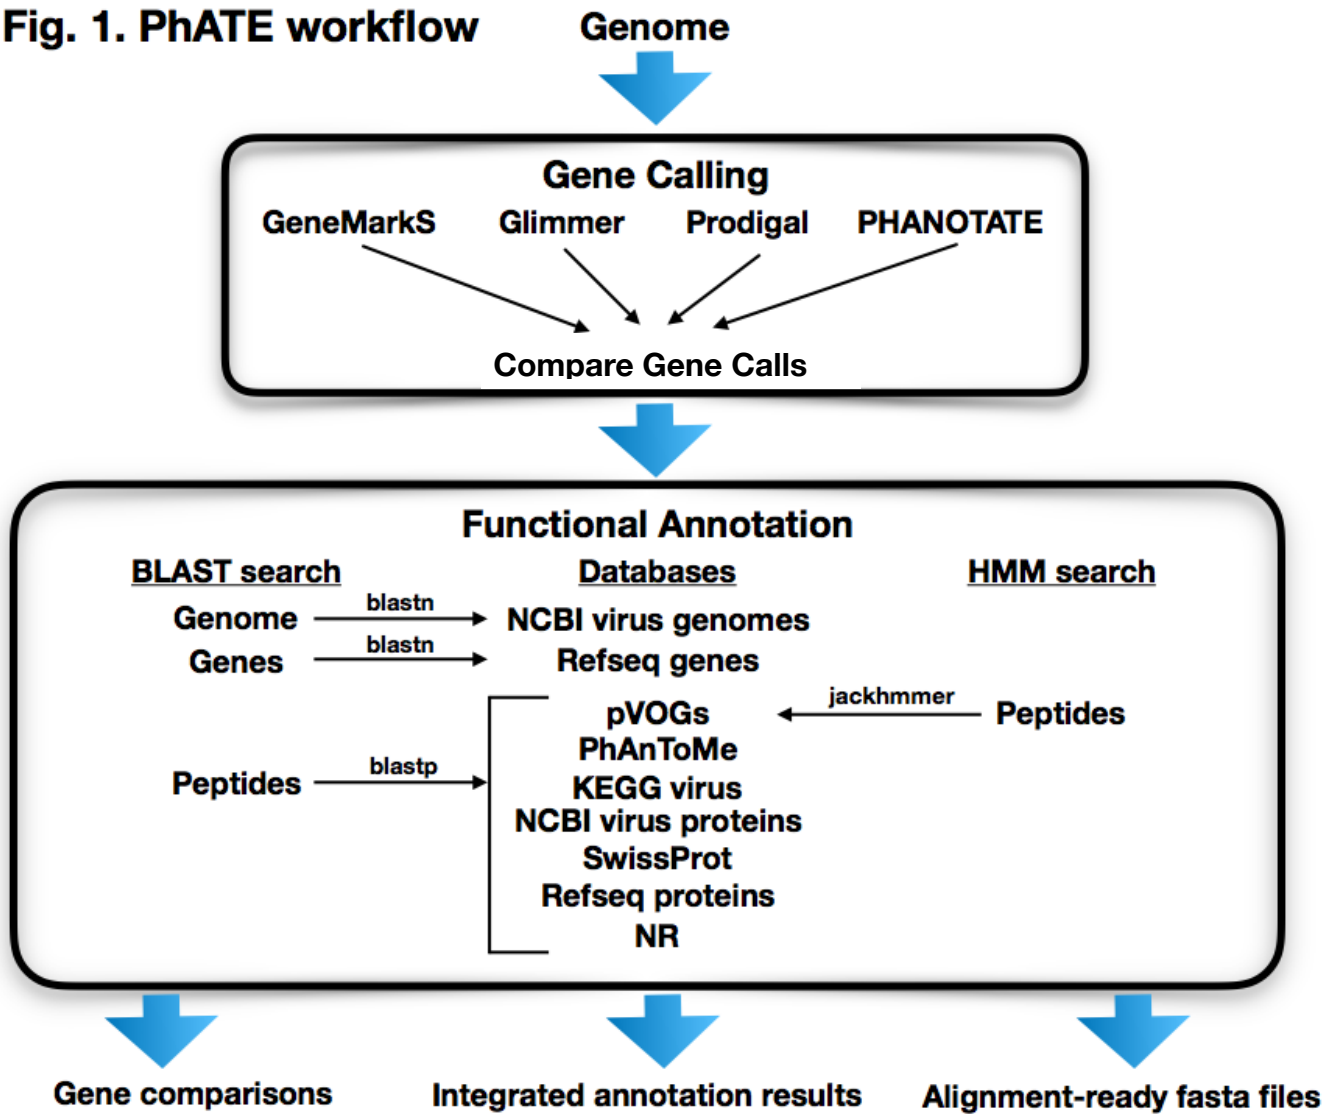 Fig. 1. PhATE workflow
Genome
Gene Calling
GeneMarkS Glimmer Prodigal PHANOTATE
Compare Gene Calls
Functional Annotation
BLAST search Databases HMM search
Genome blastn NCBI virus genomes
Genes blastn Refseq genes
pVOGs jackhmmer Peptides
PhAnToMe
Peptides blastp KEGG virus
NCBI virus proteins
SwissProt
Refseq proteins
NR
Gene comparisons Integrated annotation results Alignment-ready fasta files